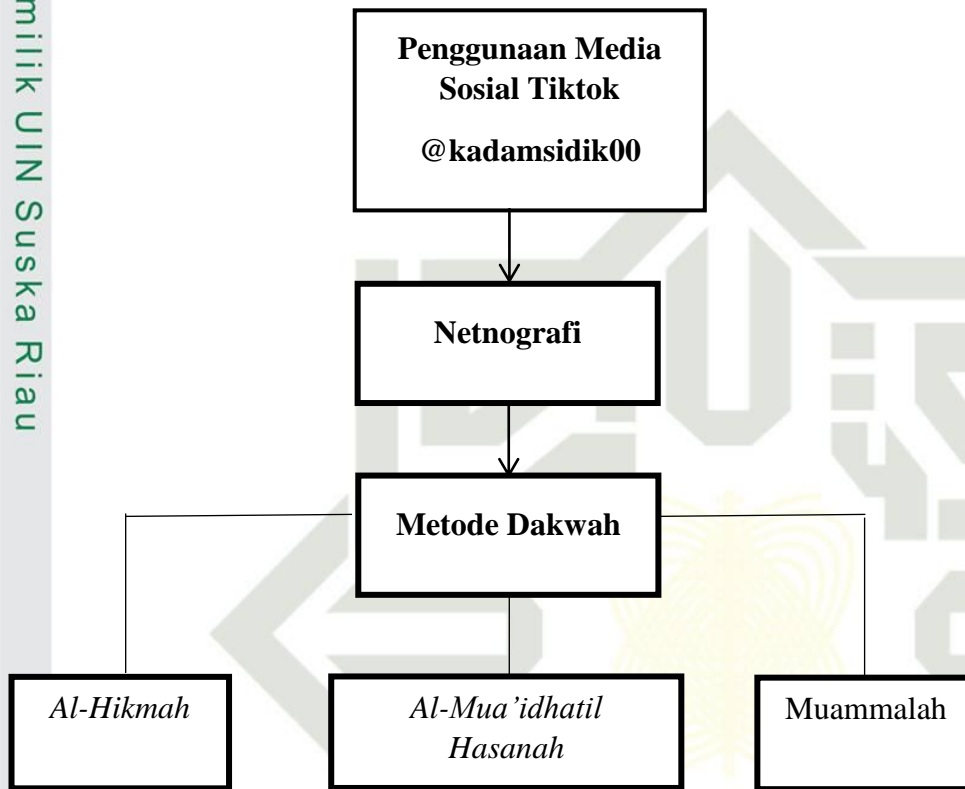 milik UIN Suska Riau
Penggunaan Media
Sosial Tiktok
@kadamsidik00
Netnografi
Metode Dakwah
Al-Hikmah
Al-Mua’idhatil
Hasanah
Muammalah